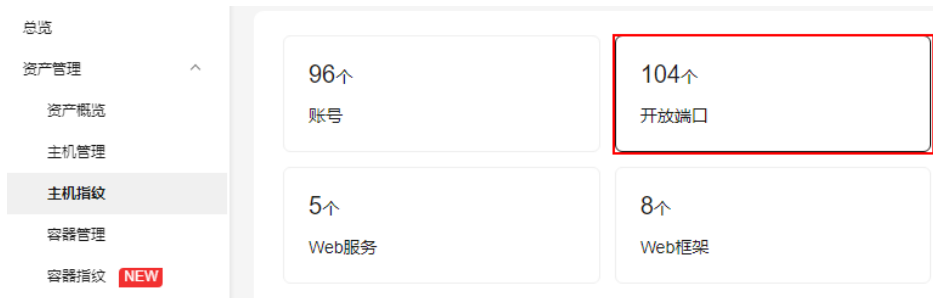 总览
资产管理
资产概览
主机管理
主机指纹
容器管理
容器指纹 NEW
96个
账号
104个
开放端口
5个
Web服务
8个
Web框架